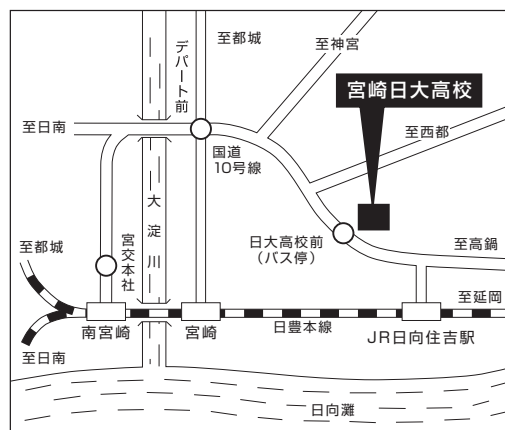 至都城
デパート前
至神宮
宮崎日大高校
至日南
至西都
国道
10号線
大淀川
宮交本社
日大高校前
(バス停)
至都城
至高鍋
至延岡
南宮崎
宮崎
日豊本線
JR日向住吉駅
至日南
日向灘